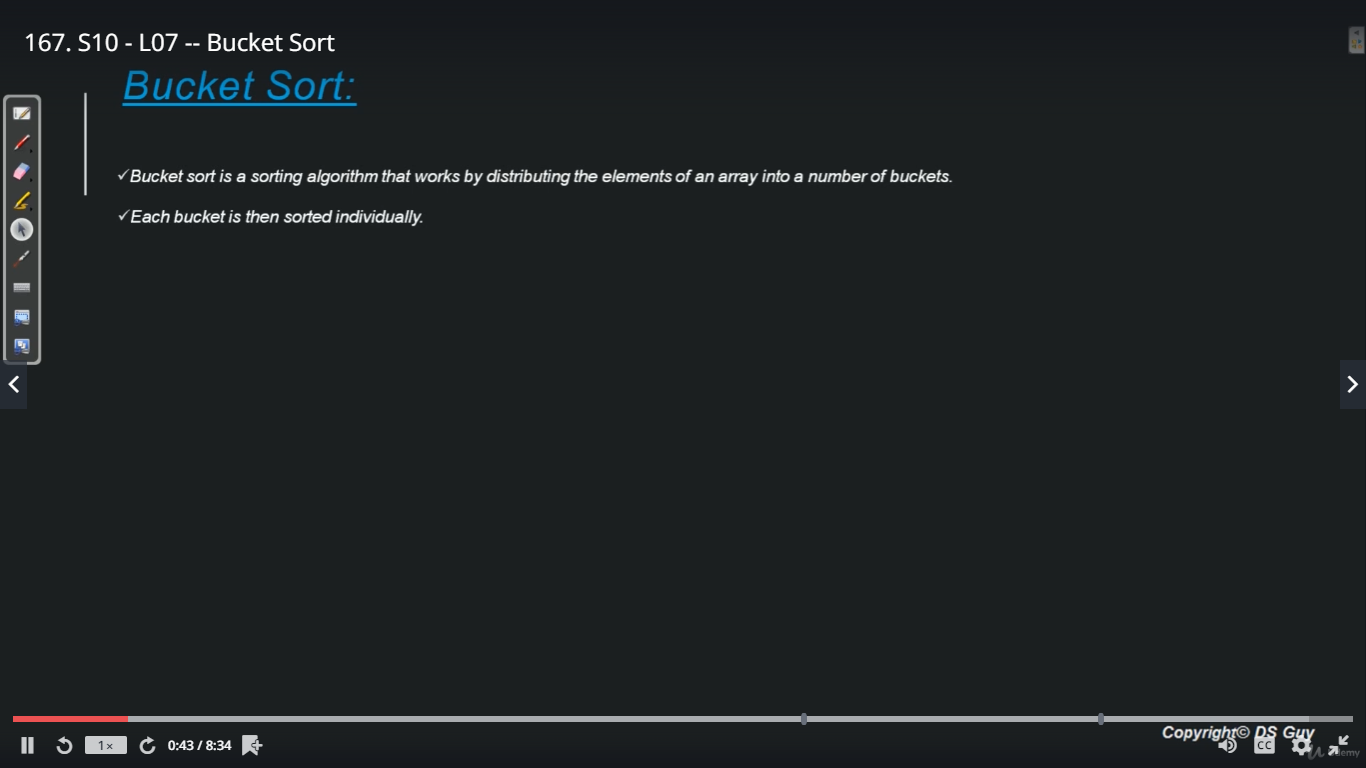 167. S10 - L07 -- Bucket Sort
Bucket Sort:
✓Bucket sort is a sorting algorithm that works by distributing the elements of an array into a number of buckets.
✓Each bucket is then sorted individually.
Copyright© DS Guy
1×
0:43 / 8:34
CC